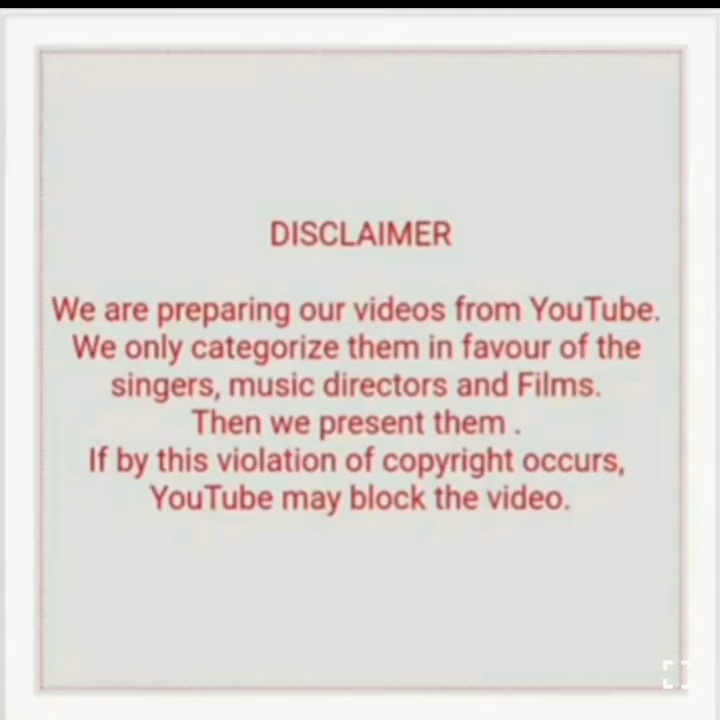 DISCLAIMER
We are preparing our videos from YouTube.
We only categorize them in favour of the
singers, music directors and Films.
Then we present them .
If by this violation of copyright occurs,
YouTube may block the video.